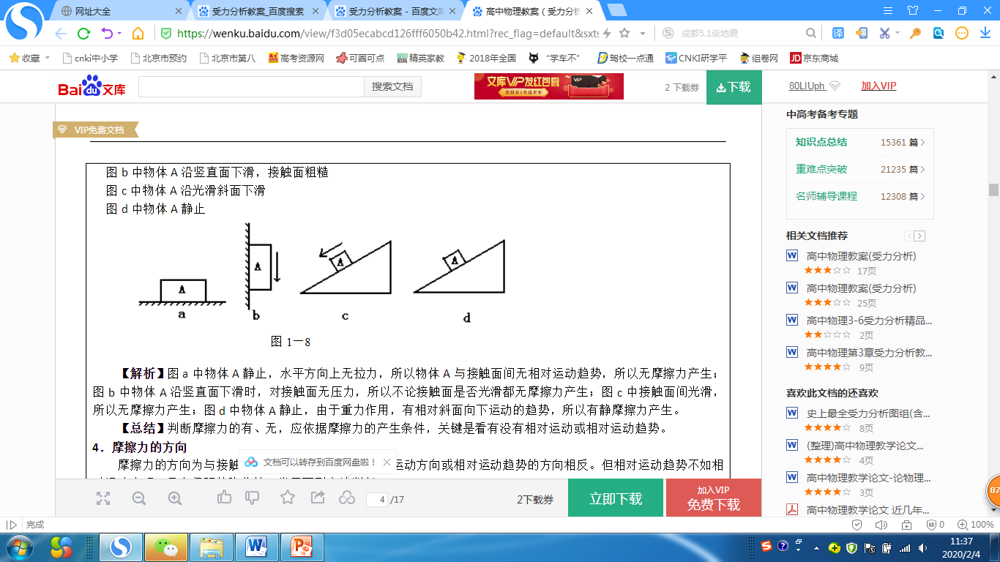 网址大全
受力分析教案_百度搜索
受力分析教案 - 百度文库
高中物理教案（受力分析
https://wenku.baidu.com/view/f3d05ecabcd126fff6050b42.html?rec_flag=default&sxts
成都5.1级地震
译
收藏
cnki中小学
北京市预约
北京市第八
高考资源网
可圈可点
精英家教
2018年全国
“学车不”
驾校一点通
CNKI研学平
组卷网
JD 京东商城
Bai du 文库
搜索文档
文库VIP发红包啦
会员买1年送半年
VIP
2 下载券
下载
80LIUph
加入VIP
VIP免费文档
图 b 中物体 A 沿竖直面下滑，接触面粗糙
图 c 中物体 A 沿光滑斜面下滑
图 d 中物体 A 静止
A
A
A
A
a
b
c
d
图 1－8
【解析】图 a 中物体 A 静止，水平方向上无拉力，所以物体 A 与接触面间无相对运动趋势，所以无摩擦力产生；
图 b 中物体 A 沿竖直面下滑时，对接触面无压力，所以不论接触面是否光滑都无摩擦力产生；图 c 中接触面间光滑，
所以无摩擦力产生；图 d 中物体 A 静止，由于重力作用，有相对斜面向下运动的趋势，所以有静摩擦力产生。
【总结】判断摩擦力的有、无，应依据摩擦力的产生条件，关键是看有没有相对运动或相对运动趋势。
4．摩擦力的方向
摩擦力的方向为与接触
运动方向或相对运动趋势的方向相反。但相对运动趋势不如相
文档可以转存到百度网盘啦！
4 /17
2下载券
立即下载
加入VIP
免费下载
中高考备考专题
知识点总结 15361 篇
重难点突破 21235 篇
名师辅导课程 12308 篇
相关文档推荐
高中物理教案(受力分析)
17页
高中物理教案(受力分析)
25页
高中物理3-6受力分析精品...
2页
高中物理第3章受力分析教...
9页
喜欢此文档的还喜欢
史上最全受力分析图组(含...
8页
(整理)高中物理教学论文...
4页
高中物理教学论文-论物理...
3页
高中物理教学论文 近几年...
87
完成
0
100%
11:37
2020/2/4